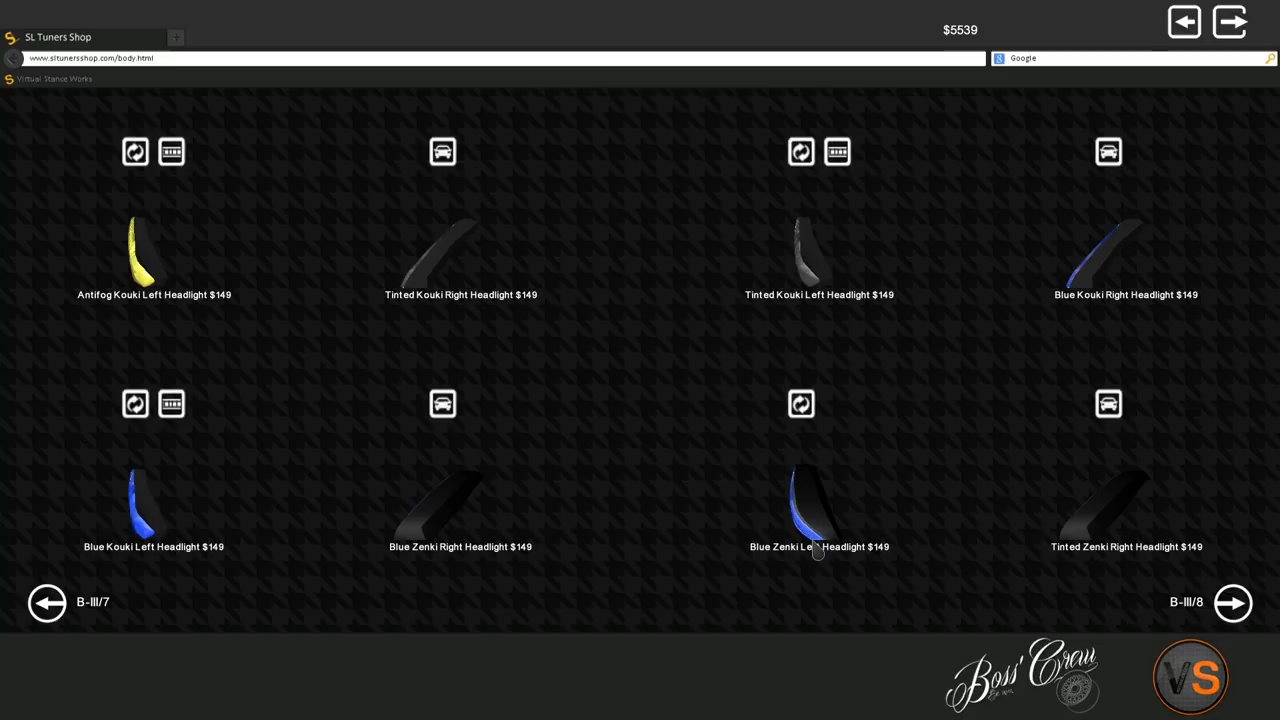 SL Tuners Shop
$5539
www.sltunersshop.com/body.html
Google
Virtual Stance Works
Antifog Kouki Left Headlight $149
Tinted Kouki Right Headlight $149
Tinted Kouki Left Headlight $149
Blue Kouki Right Headlight $149
Blue Kouki Left Headlight $149
Blue Zenki Right Headlight $149
Blue Zenki Left Headlight $149
Tinted Zenki Right Headlight $149
B-III/7
B-III/8
Boss' Crew
VS